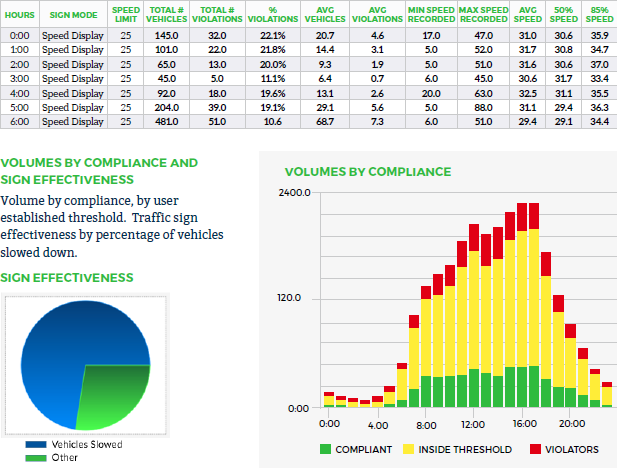 HOURS SIGN MODE SPEED LIMIT TOTAL # VEHICLES TOTAL # VIOLATIONS % VIOLATIONS AVG VEHICLES AVG VIOLATIONS MIN SPEED RECORDED MAX SPEED RECORDED AVG SPEED 50% SPEED 85% SPEED
0:00 Speed Display 25 145.0 32.0 22.1% 20.7 4.6 17.0 47.0 31.0 30.6 35.9
1:00 Speed Display 25 101.0 22.0 21.8% 14.4 3.1 5.0 52.0 31.7 30.8 34.7
2:00 Speed Display 25 65.0 13.0 20.0% 9.3 1.9 5.0 51.0 31.6 30.6 37.0
3:00 Speed Display 25 45.0 5.0 11.1% 6.4 0.7 6.0 45.0 30.6 31.7 33.4
4:00 Speed Display 25 92.0 18.0 19.6% 13.1 2.6 20.0 63.0 32.5 31.1 35.5
5:00 Speed Display 25 204.0 39.0 19.1% 29.1 5.6 5.0 88.0 31.1 29.4 36.3
6:00 Speed Display 25 481.0 51.0 10.6 68.7 7.3 6.0 51.0 29.4 29.1 34.4
VOLUMES BY COMPLIANCE AND
SIGN EFFECTIVENESS
Volume by compliance, by user
established threshold. Traffic sign
effectiveness by percentage of vehicles
slowed down.
SIGN EFFECTIVENESS
Vehicles Slowed
Other
VOLUMES BY COMPLIANCE
2400.0
120.0
0:00
0:00 4.00 8:00 12:00 16:00 20:00
COMPLIANT INSIDE THRESHOLD VIOLATORS